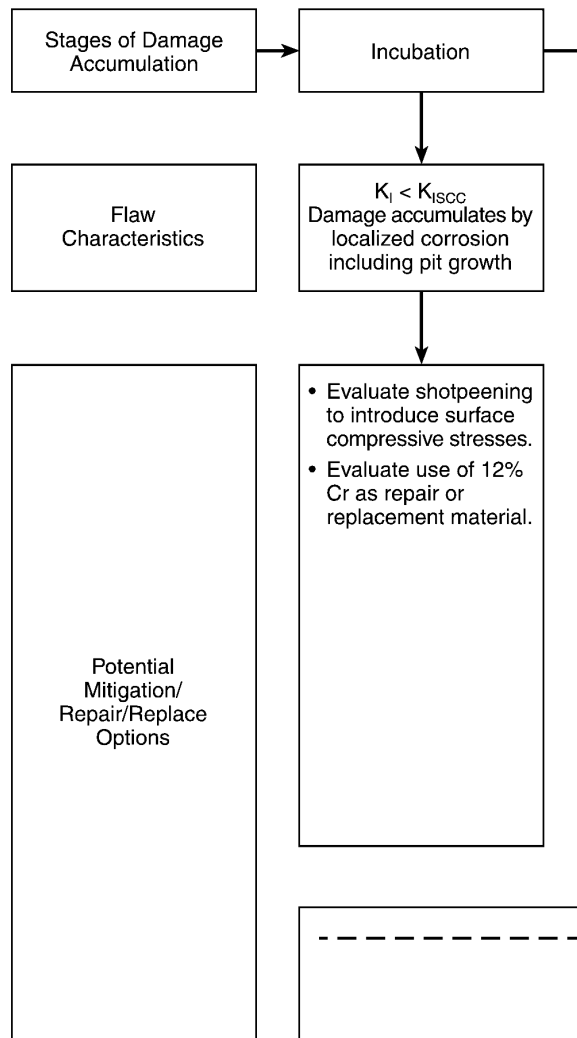 Stages of Damage
Accumulation
Incubation
Flaw
Characteristics
K_I < K_ISCC
Damage accumulates by
localized corrosion
including pit growth
Potential
Mitigation/
Repair/Replace
Options
• Evaluate shotpeening
to introduce surface
compressive stresses.
• Evaluate use of 12%
Cr as repair or
replacement material.